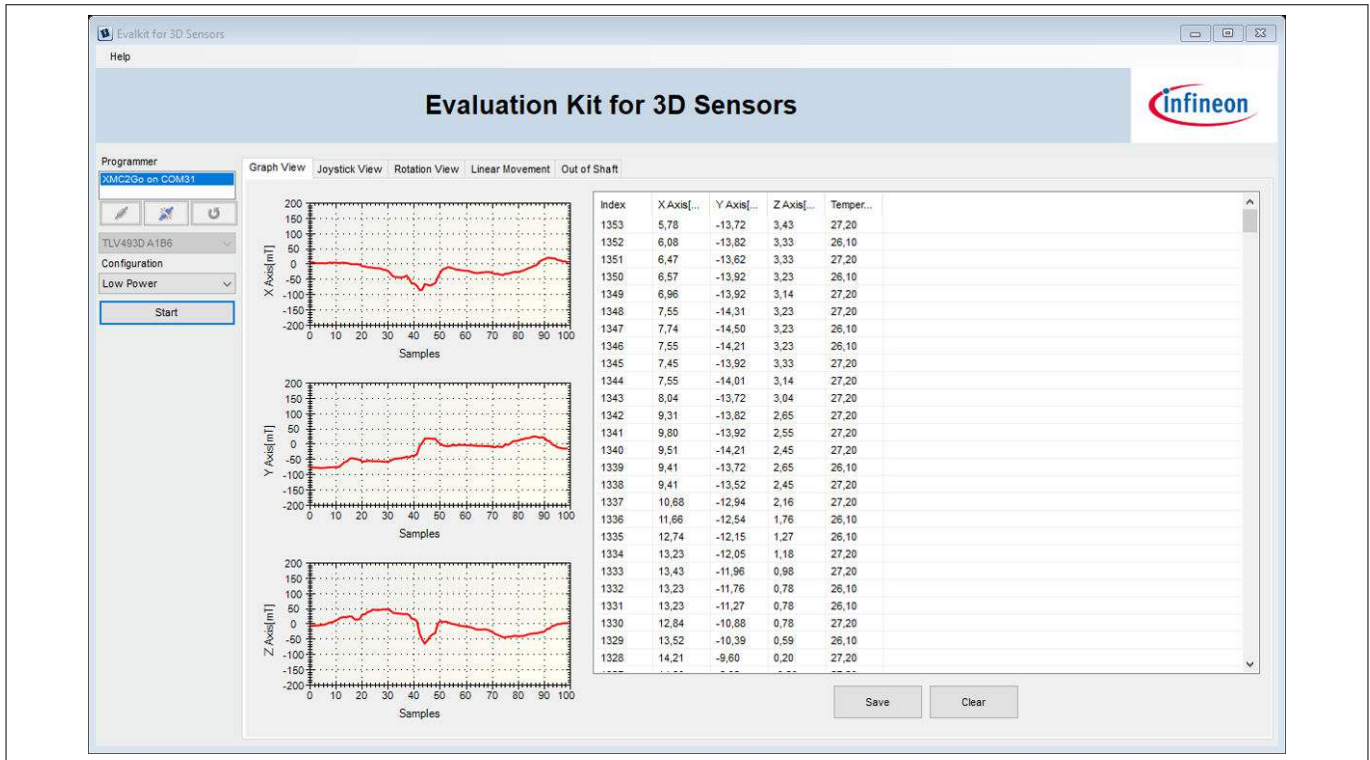 Evalkit for 3D Sensors
Help
Evaluation Kit for 3D Sensors
infineon
Programmer
XMC2Go on COM31
TLV493D A1B6
Configuration
Low Power
Start
Graph View Joystick View Rotation View Linear Movement Out of Shaft
X Axis[mT]
200
150
100
50
0
-50
-100
-150
-200
0 10 20 30 40 50 60 70 80 90 100
Samples
Y Axis[mT]
200
150
100
50
0
-50
-100
-150
-200
0 10 20 30 40 50 60 70 80 90 100
Samples
Z Axis[mT]
200
150
100
50
0
-50
-100
-150
-200
0 10 20 30 40 50 60 70 80 90 100
Samples
Index X Axis[... Y Axis[... Z Axis[... Temper...
1353 5,78 -13,72 3,43 27,20
1352 6,08 -13,82 3,33 26,10
1351 6,47 -13,62 3,33 27,20
1350 6,57 -13,92 3,23 26,10
1349 6,96 -13,92 3,14 27,20
1348 7,55 -14,31 3,23 27,20
1347 7,74 -14,50 3,23 26,10
1346 7,55 -14,21 3,23 26,10
1345 7,45 -13,92 3,33 27,20
1344 7,55 -14,01 3,14 27,20
1343 8,04 -13,72 3,04 27,20
1342 9,31 -13,82 2,65 27,20
1341 9,80 -13,92 2,55 27,20
1340 9,51 -14,21 2,45 27,20
1339 9,41 -13,72 2,65 26,10
1338 9,41 -13,52 2,45 27,20
1337 10,68 -12,94 2,16 27,20
1336 11,66 -12,54 1,76 26,10
1335 12,74 -12,15 1,27 26,10
1334 13,23 -12,05 1,18 27,20
1333 13,43 -11,96 0,98 27,20
1332 13,23 -11,76 0,78 26,10
1331 13,23 -11,27 0,78 26,10
1330 12,84 -10,88 0,78 27,20
1329 13,52 -10,39 0,59 26,10
1328 14,21 -9,60 0,20 27,20
Save Clear